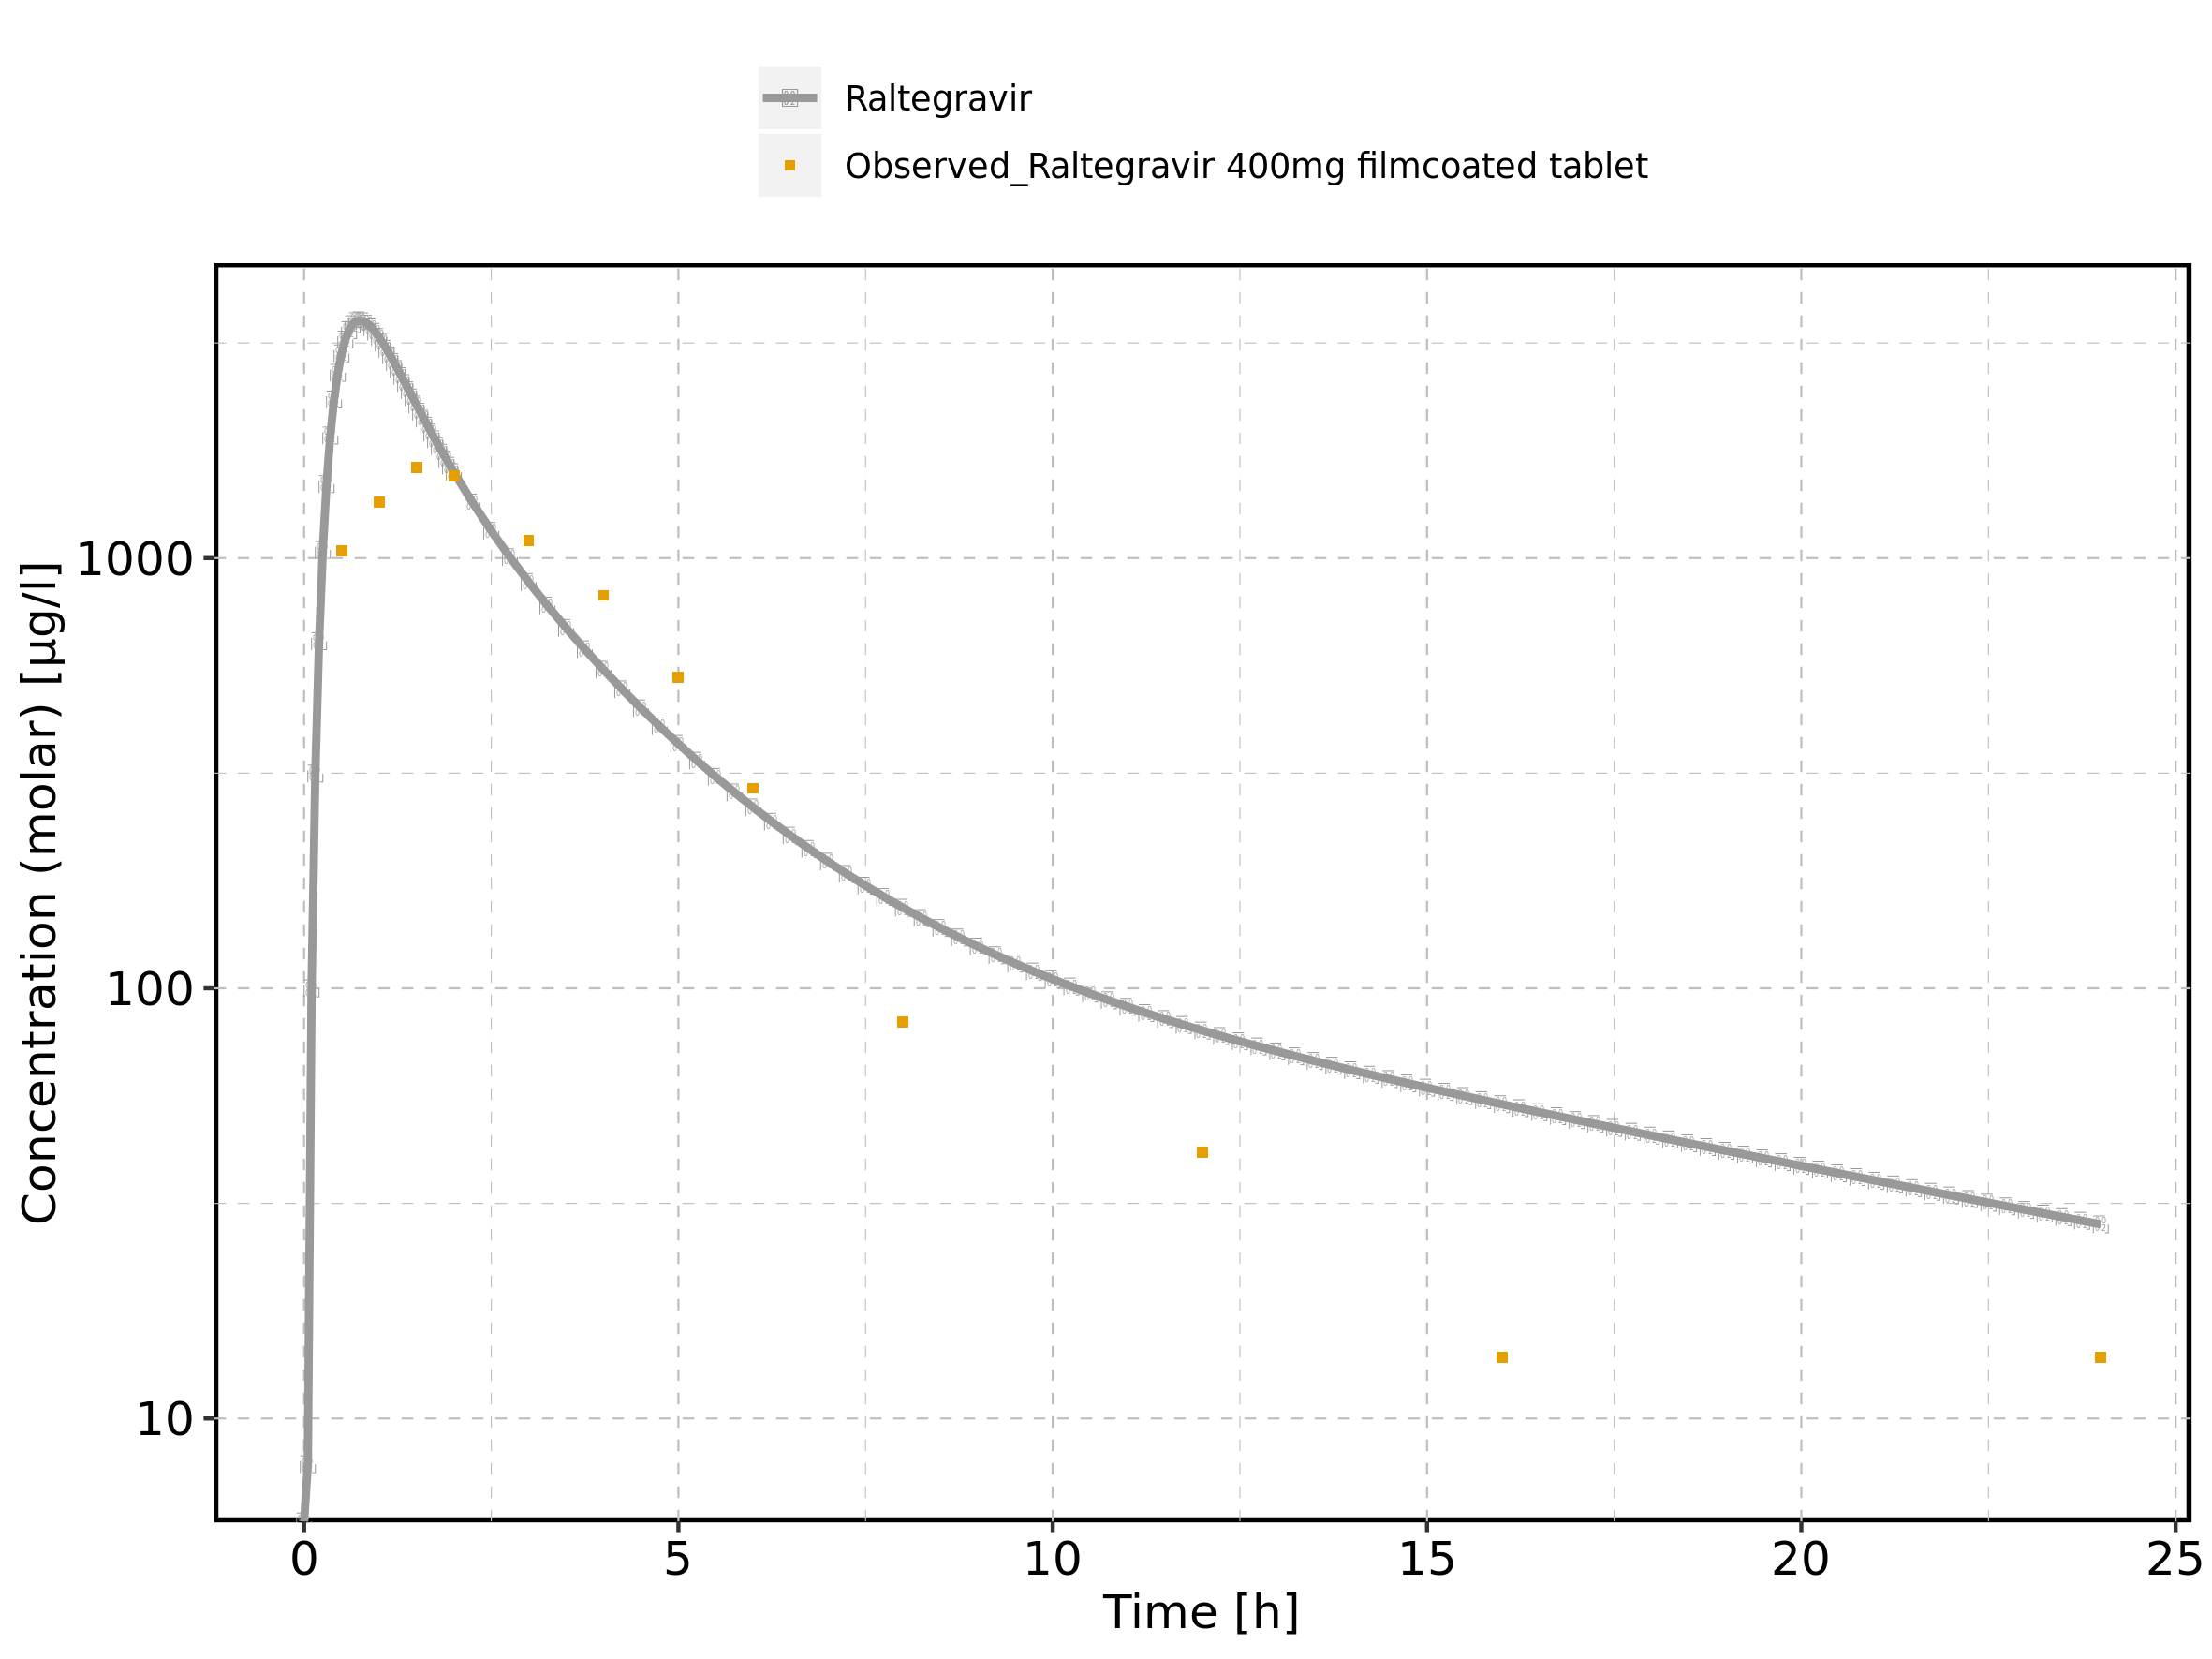 Raltegravir
Observed_Raltegravir 400mg filmcoated tablet
Concentration (molar) [µg/l]
1000
100
10
0 5 10 15 20 25
Time [h]